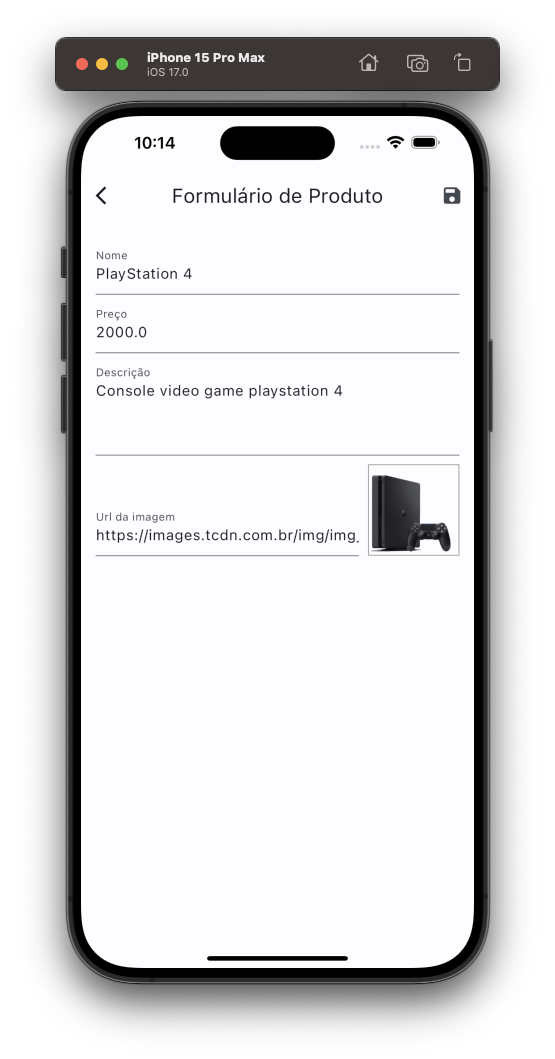 iPhone 15 Pro Max
iOS 17.0
10:14
Formulário de Produto
Nome
PlayStation 4
Preço
2000.0
Descrição
Console video game playstation 4
Url da imagem
https://images.tcdn.com.br/img/img_